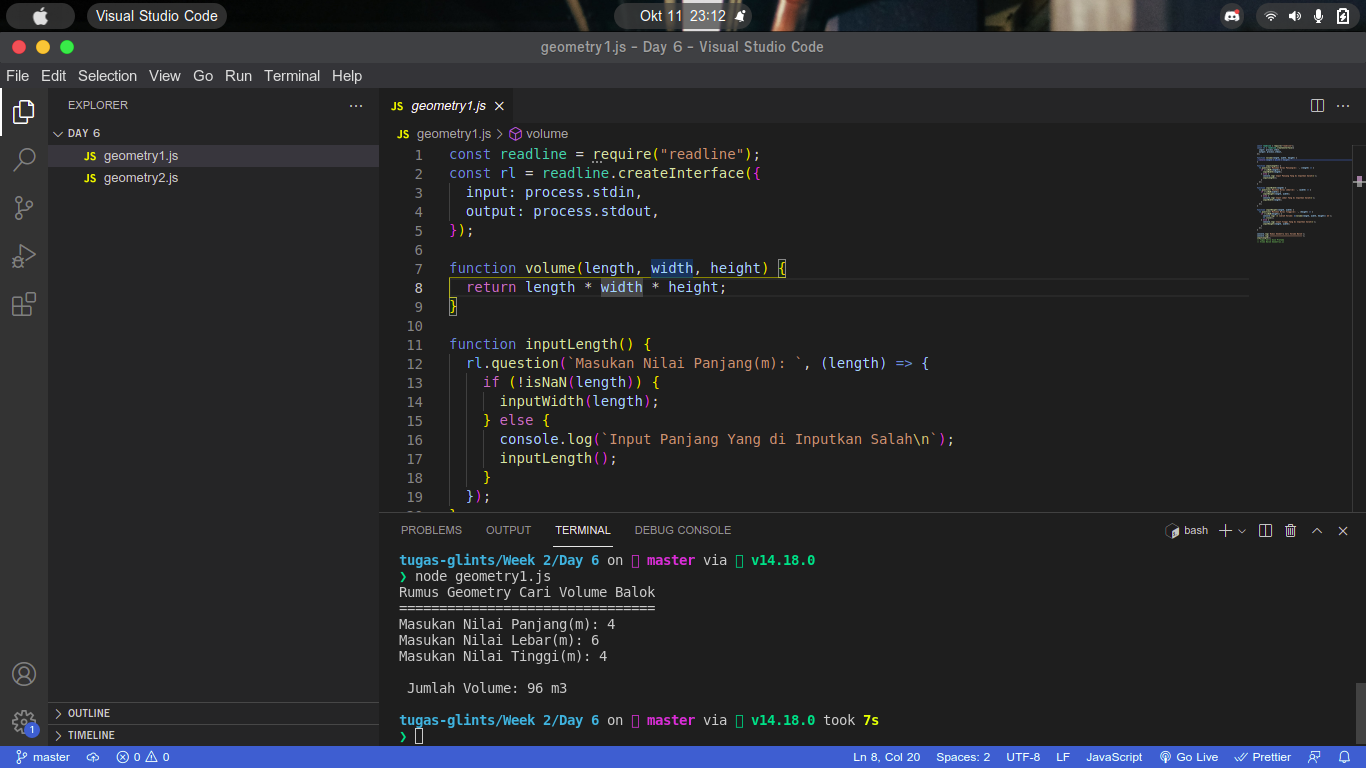 Visual Studio Code
Okt 11 23:12
geometry1.js - Day 6 - Visual Studio Code
File Edit Selection View Go Run Terminal Help
EXPLORER
DAY 6
JS geometry1.js
JS geometry2.js
OUTLINE
TIMELINE
JS geometry1.js
JS geometry1.js > volume
1 const readline = require("readline");
2 const rl = readline.createInterface({
3 input: process.stdin,
4 output: process.stdout,
5 });
6
7 function volume(length, width, height) {
8 return length * width * height;
9 }
10
11 function inputLength() {
12 rl.question(`Masukan Nilai Panjang(m): `, (length) => {
13 if (!isNaN(length)) {
14 inputWidth(length);
15 } else {
16 console.log(`Input Panjang Yang di Inputkan Salah\n`);
17 inputLength();
18 }
19 });
PROBLEMS OUTPUT TERMINAL DEBUG CONSOLE
bash
tugas-glints/Week 2/Day 6 on master via v14.18.0
❯ node geometry1.js
Rumus Geometry Cari Volume Balok
================================
Masukan Nilai Panjang(m): 4
Masukan Nilai Lebar(m): 6
Masukan Nilai Tinggi(m): 4
Jumlah Volume: 96 m3
tugas-glints/Week 2/Day 6 on master via v14.18.0 took 7s
❯
1
master 0 0 Ln 8, Col 20 Spaces: 2 UTF-8 LF JavaScript Go Live Prettier